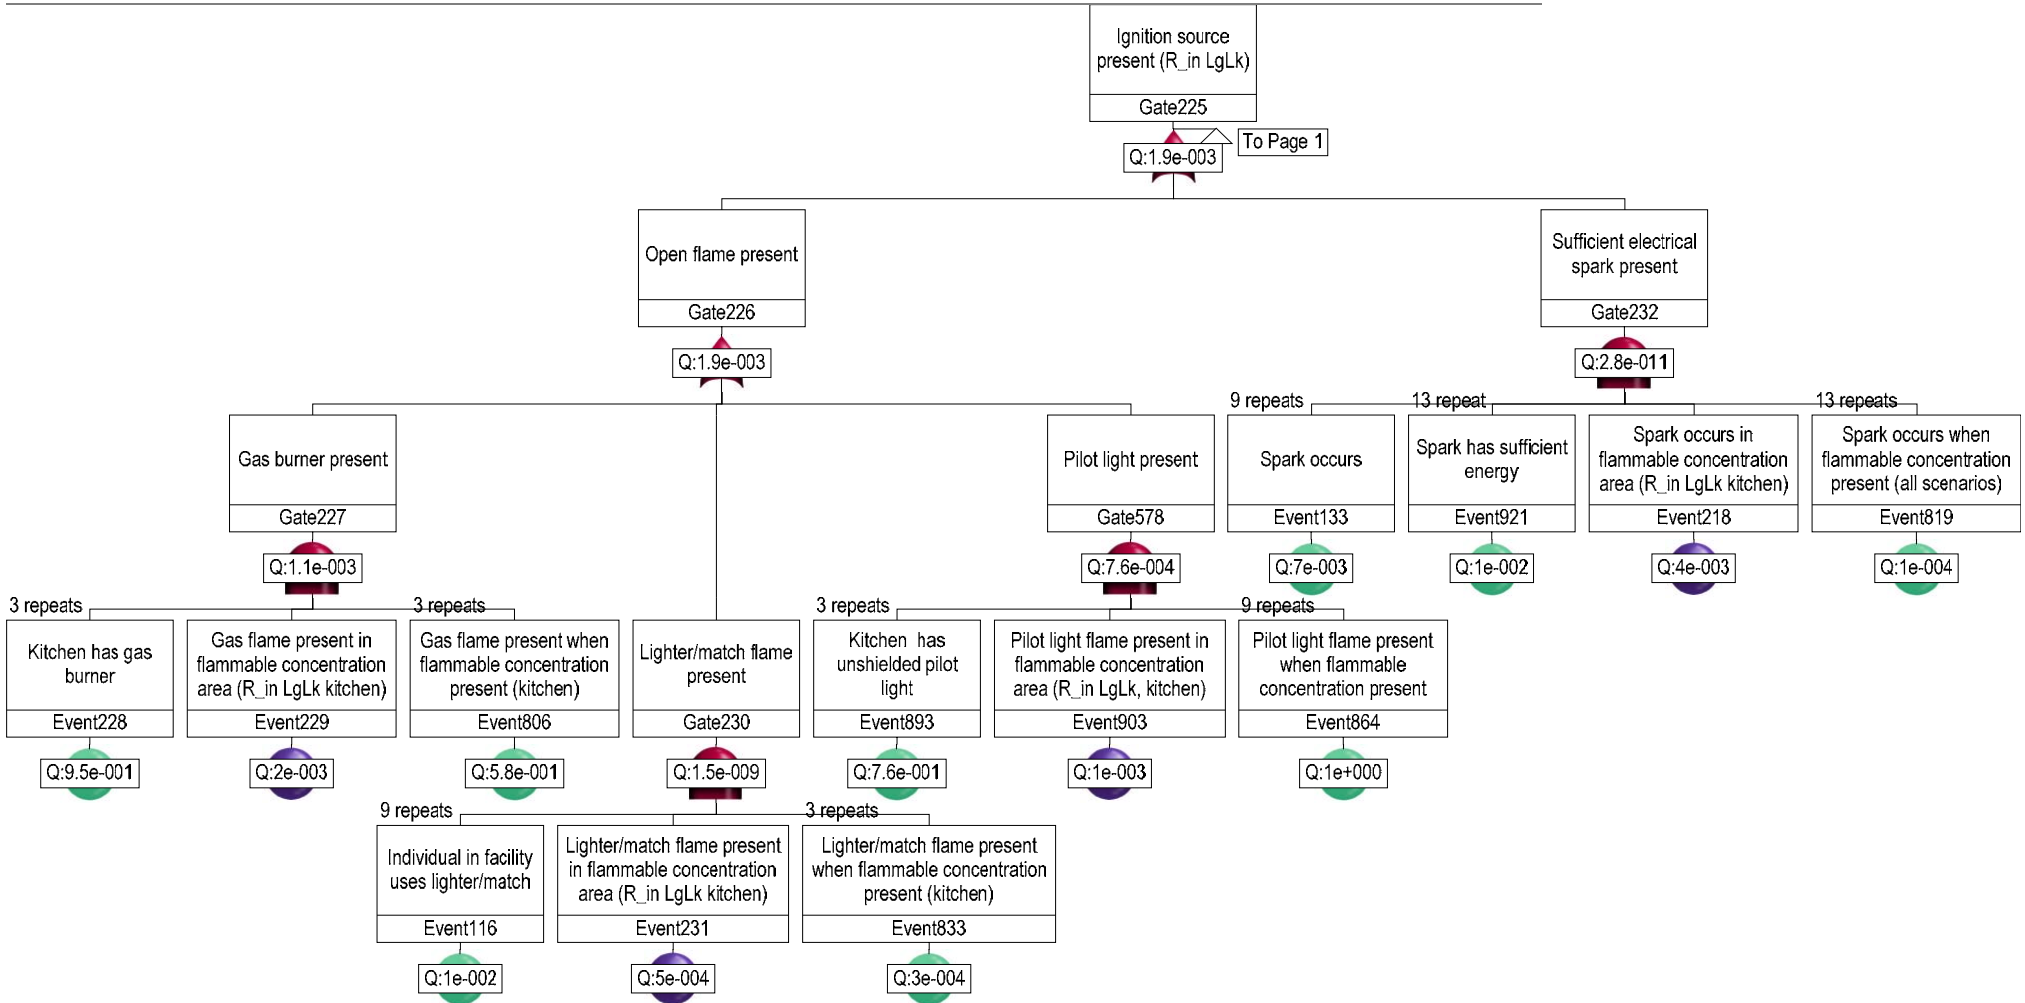 Ignition source
present (R_in LgLk)
Gate225
To Page 1
Q:1.9e-003
Open flame present
Gate226
Q:1.9e-003
Sufficient electrical
spark present
Gate232
Q:2.8e-011
Gas burner present
Gate227
Q:1.1e-003
Pilot light present
Gate578
Q:7.6e-004
9 repeats
Spark occurs
Event133
Q:7e-003
13 repeat
Spark has sufficient
energy
Event921
Q:1e-002
Spark occurs in
flammable concentration
area (R_in LgLk kitchen)
Event218
Q:4e-003
13 repeats
Spark occurs when
flammable concentration
present (all scenarios)
Event819
Q:1e-004
3 repeats
Kitchen has gas
burner
Event228
Q:9.5e-001
Gas flame present in
flammable concentration
area (R_in LgLk kitchen)
Event229
Q:2e-003
3 repeats
Gas flame present when
flammable concentration
present (kitchen)
Event806
Q:5.8e-001
Lighter/match flame
present
Gate230
Q:1.5e-009
3 repeats
Kitchen has
unshielded pilot
light
Event893
Q:7.6e-001
Pilot light flame present in
flammable concentration
area (R_in LgLk, kitchen)
Event903
Q:1e-003
9 repeats
Pilot light flame present
when flammable
concentration present
Event864
Q:1e+000
9 repeats
Individual in facility
uses lighter/match
Event116
Q:1e-002
Lighter/match flame present
in flammable concentration
area (R_in LgLk kitchen)
Event231
Q:5e-004
3 repeats
Lighter/match flame present
when flammable concentration
present (kitchen)
Event833
Q:3e-004